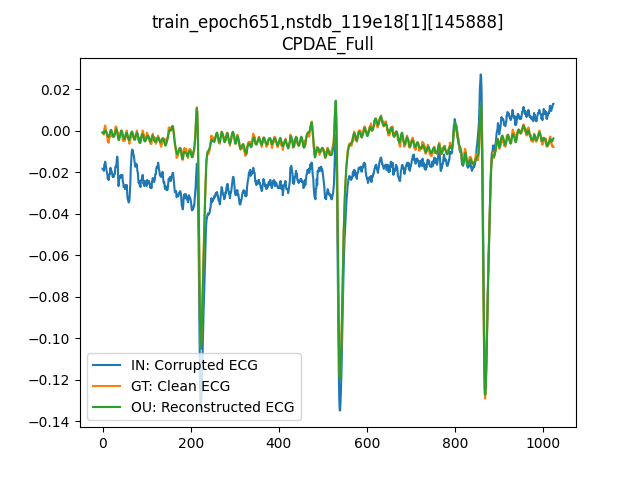 train_epoch651,nstdb_119e18[1][145888]
CPDAE_Full
0.02
0.00
−0.02
−0.04
−0.06
−0.08
−0.10
−0.12
−0.14
IN: Corrupted ECG
GT: Clean ECG
OU: Reconstructed ECG
0 200 400 600 800 1000